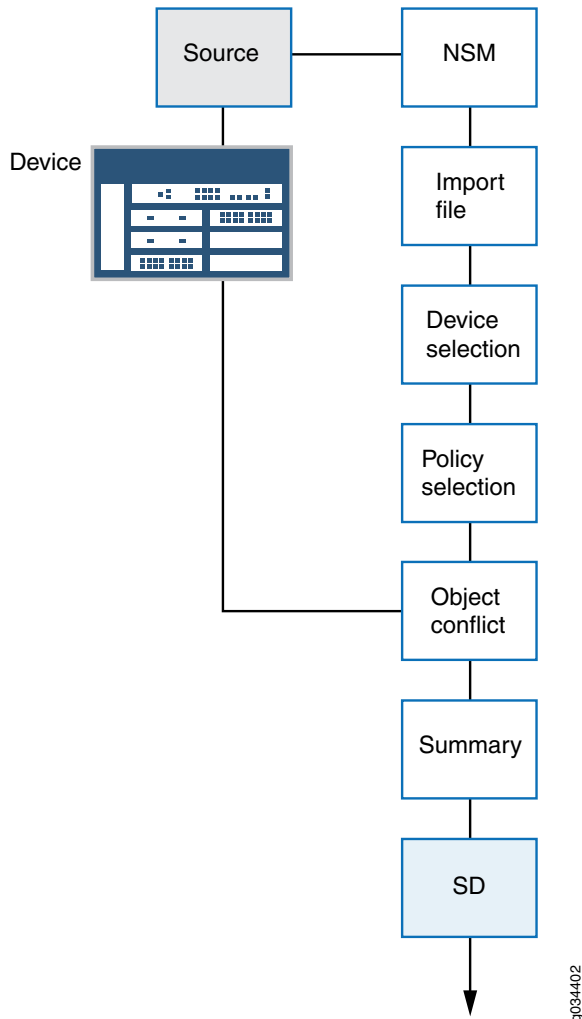 Source
NSM
Device
Import
file
Device
selection
Policy
selection
Object
conflict
Summary
SD
g034402